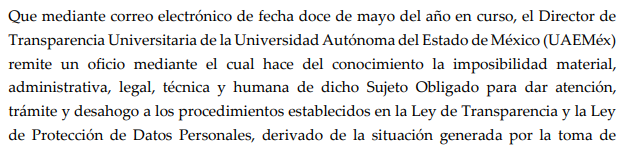 Que mediante correo electrónico de fecha doce de mayo del año en curso, el Director de
Transparencia Universitaria de la Universidad Autónoma del Estado de México (UAEMéx)
remite un oficio mediante el cual hace del conocimiento la imposibilidad material,
administrativa, legal, técnica y humana de dicho Sujeto Obligado para dar atención,
trámite y desahogo a los procedimientos establecidos en la Ley de Transparencia y la Ley
de Protección de Datos Personales, derivado de la situación generada por la toma de